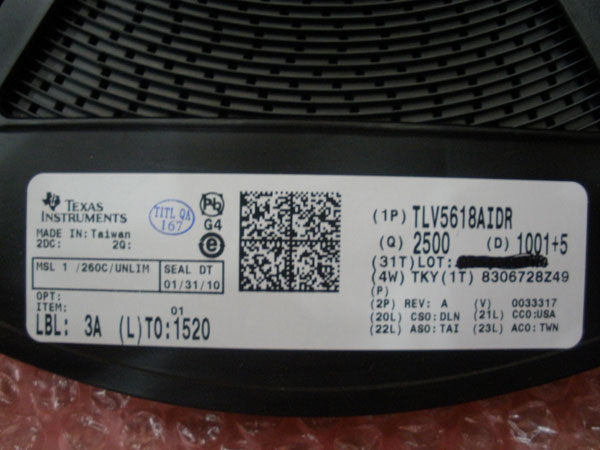 TEXAS
INSTRUMENTS
MADE IN: Taiwan
2DC: 2Q:
TITL QA
167
Pb
G4
e
MSL 1 /260C/UNLIM
SEAL DT
01/31/10
OPT:
ITEM: 01
LBL: 3A (L)TO:1520
(1P) TLV5618AIDR
(Q) 2500 (D) 1001+5
(31T)LOT:
(4W) TKY(1T) 8306728Z49
(P)
(2P) REV: A (V) 0033317
(20L) CSO:DLN (21L) CCO:USA
(22L) ASO:TAI (23L) ACO:TWN